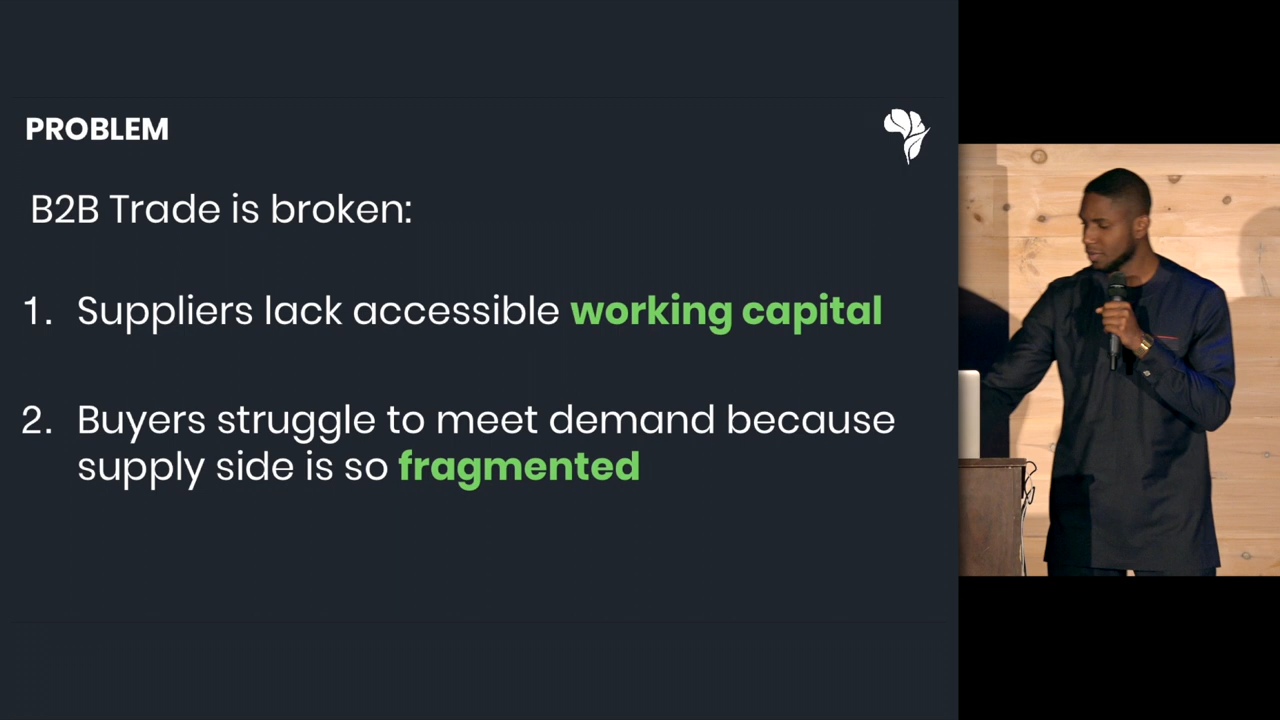 PROBLEM
B2B Trade is broken:
1. Suppliers lack accessible working capital
2. Buyers struggle to meet demand because
supply side is so fragmented